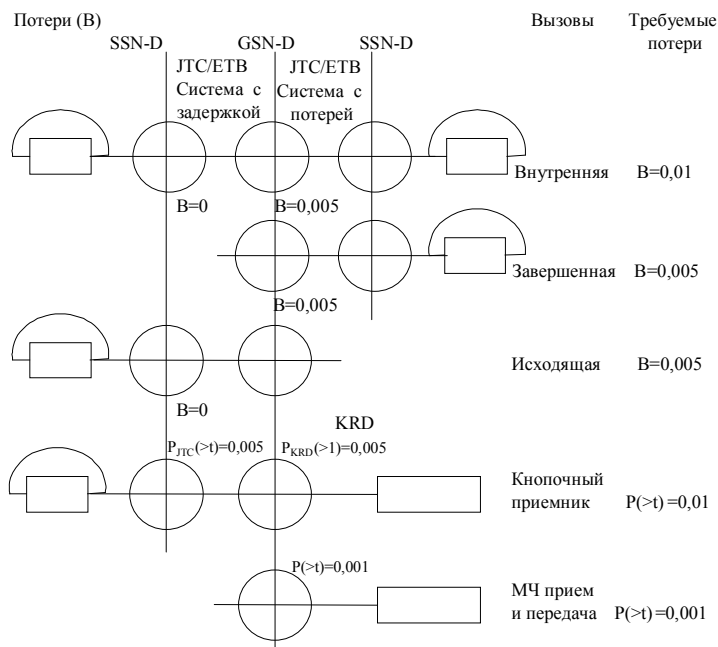 Потери (В)
Вызовы
Требуемые
потери
SSN-D
GSN-D
SSN-D
JTC/ETB
Система с
задержкой
JTC/ETB
Система с
потерей
Внутренняя
B=0,01
B=0
B=0,005
Завершенная
B=0,005
B=0,005
Исходящая
B=0,005
B=0
KRD
PJTC(>t)=0,005
PKRD(>1)=0,005
Кнопочный
приемник
P(>t)=0,01
P(>t)=0,001
МЧ прием
и передача
P(>t)=0,001